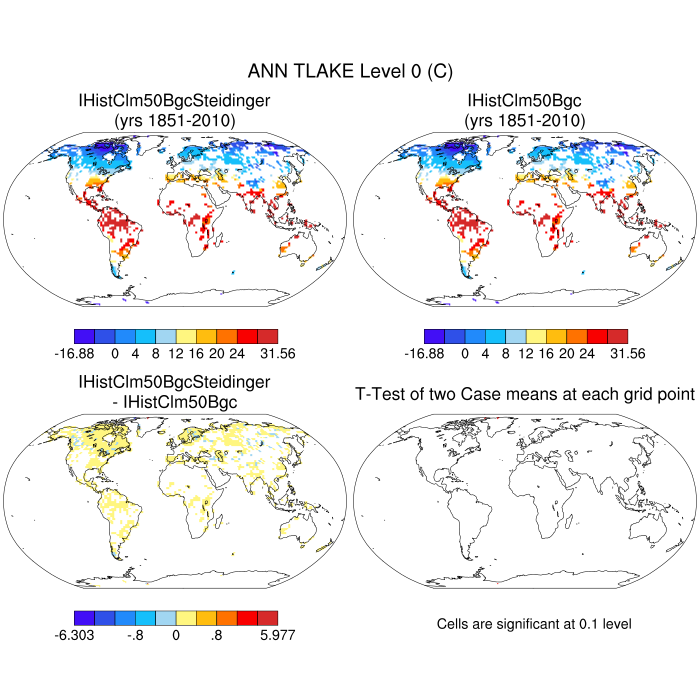 ANN TLAKE Level 0 (C)
IHistClm50BgcSteidinger
(yrs 1851-2010)
IHistClm50Bgc
(yrs 1851-2010)
-16.88 0 4 8 12 16 20 24 31.56
-16.88 0 4 8 12 16 20 24 31.56
IHistClm50BgcSteidinger
- IHistClm50Bgc
T-Test of two Case means at each grid point
-6.303 -.8 0 .8 5.977
Cells are significant at 0.1 level